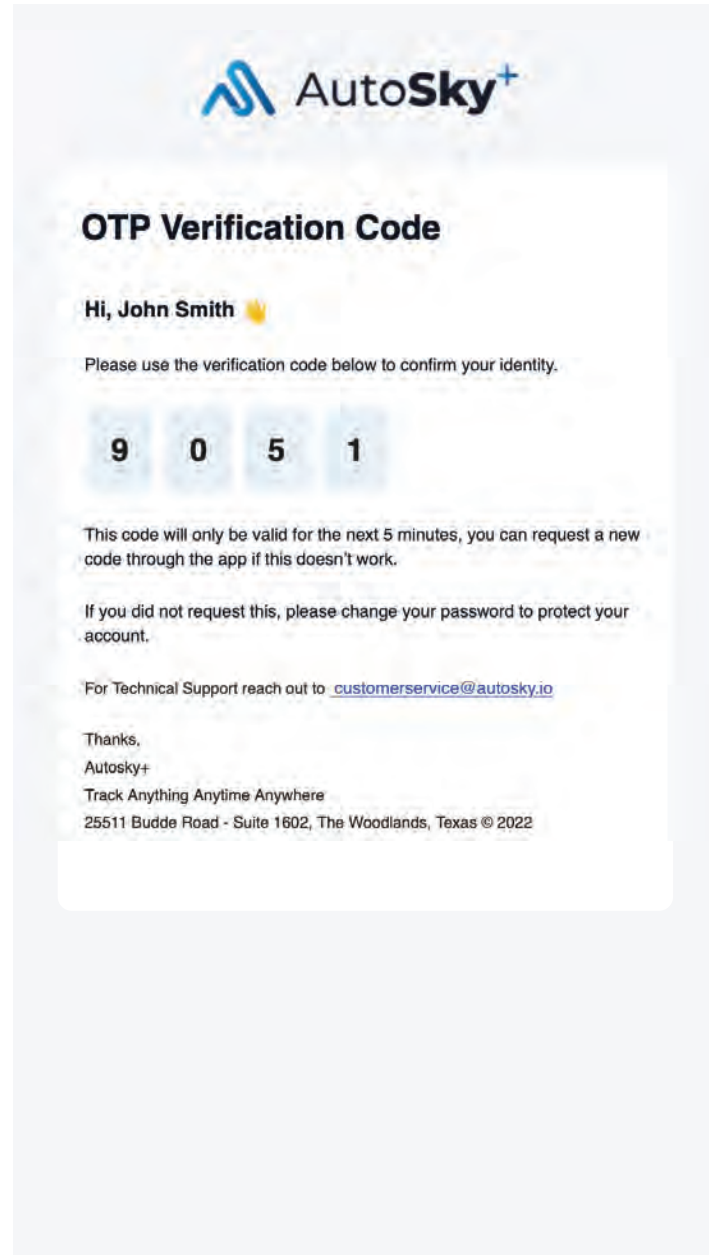 AutoSky+
OTP Verification Code
Hi, John Smith 👋
Please use the verification code below to confirm your identity.
9 0 5 1
This code will only be valid for the next 5 minutes, you can request a new
code through the app if this doesn't work.
If you did not request this, please change your password to protect your
account.
For Technical Support reach out to customerservice@autosky.io
Thanks,
Autosky+
Track Anything Anytime Anywhere
25511 Budde Road - Suite 1602, The Woodlands, Texas © 2022